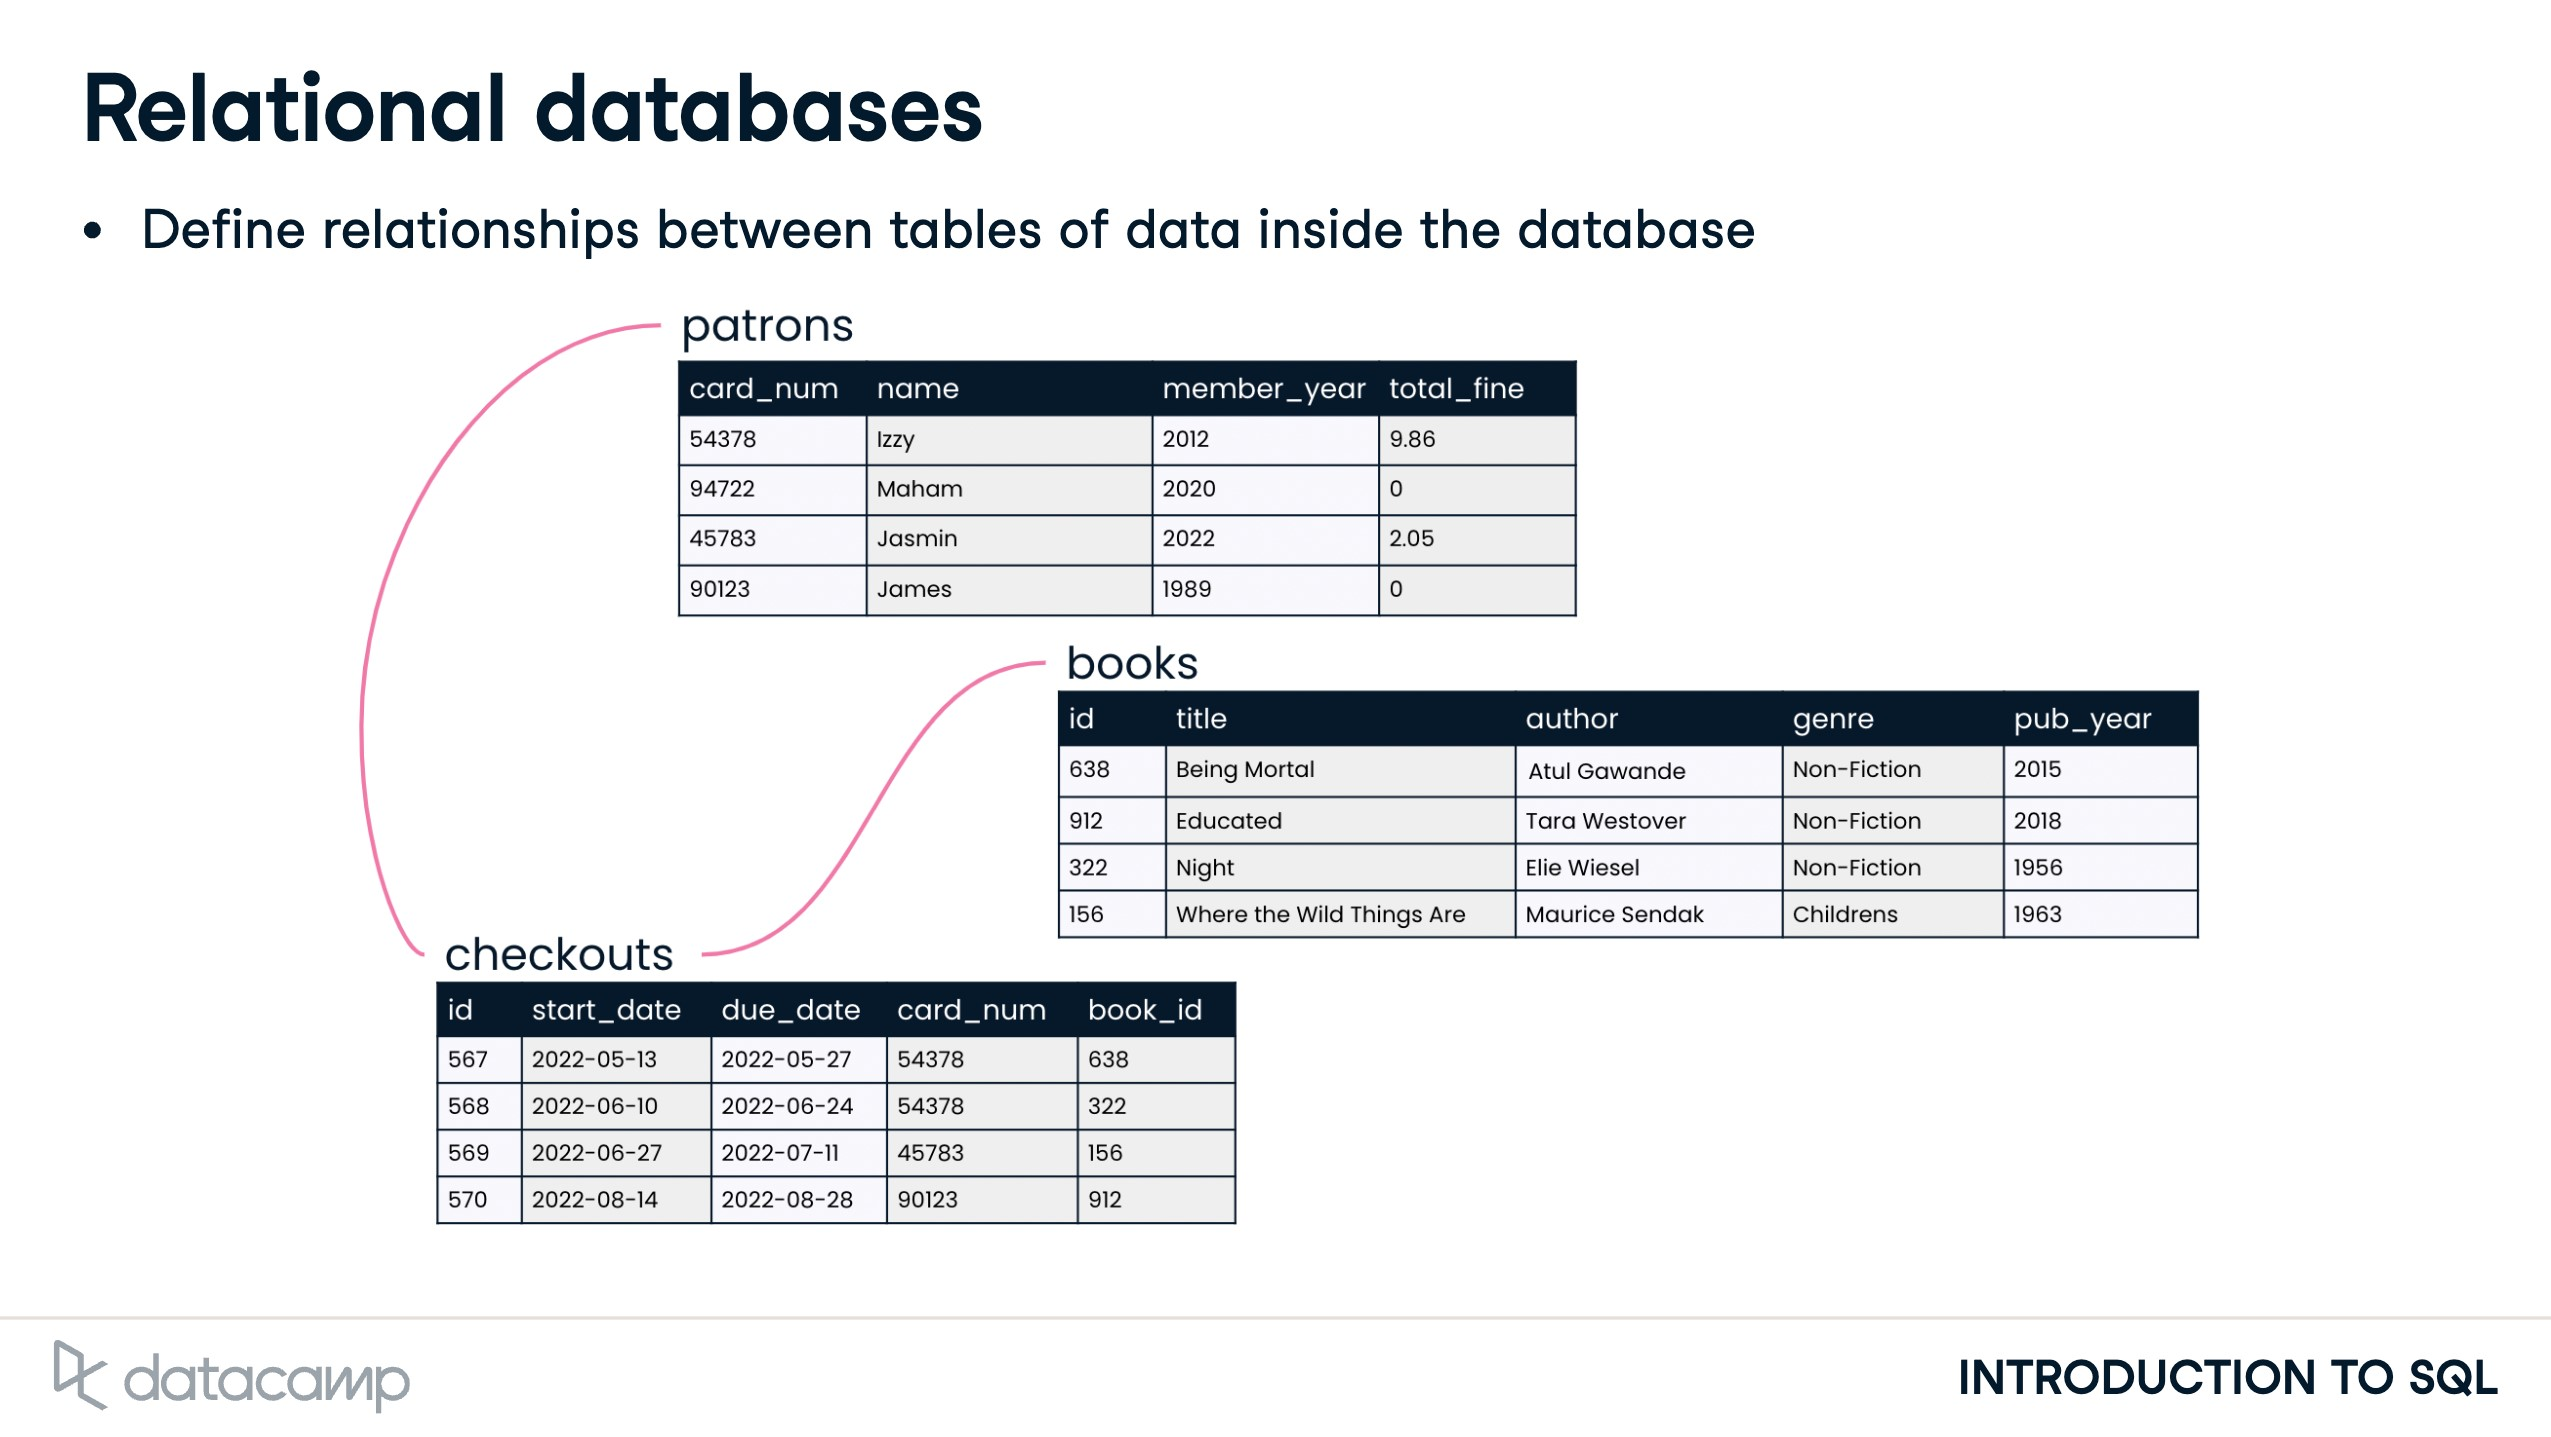 Relational databases
• Define relationships between tables of data inside the database
patrons
card_num name member_year total_fine
54378 Izzy 2012 9.86
94722 Maham 2020 0
45783 Jasmin 2022 2.05
90123 James 1989 0
books
id title author genre pub_year
638 Being Mortal Atul Gawande Non-Fiction 2015
912 Educated Tara Westover Non-Fiction 2018
322 Night Elie Wiesel Non-Fiction 1956
156 Where the Wild Things Are Maurice Sendak Childrens 1963
checkouts
id start_date due_date card_num book_id
567 2022-05-13 2022-05-27 54378 638
568 2022-06-10 2022-06-24 54378 322
569 2022-06-27 2022-07-11 45783 156
570 2022-08-14 2022-08-28 90123 912
datacamp
INTRODUCTION TO SQL